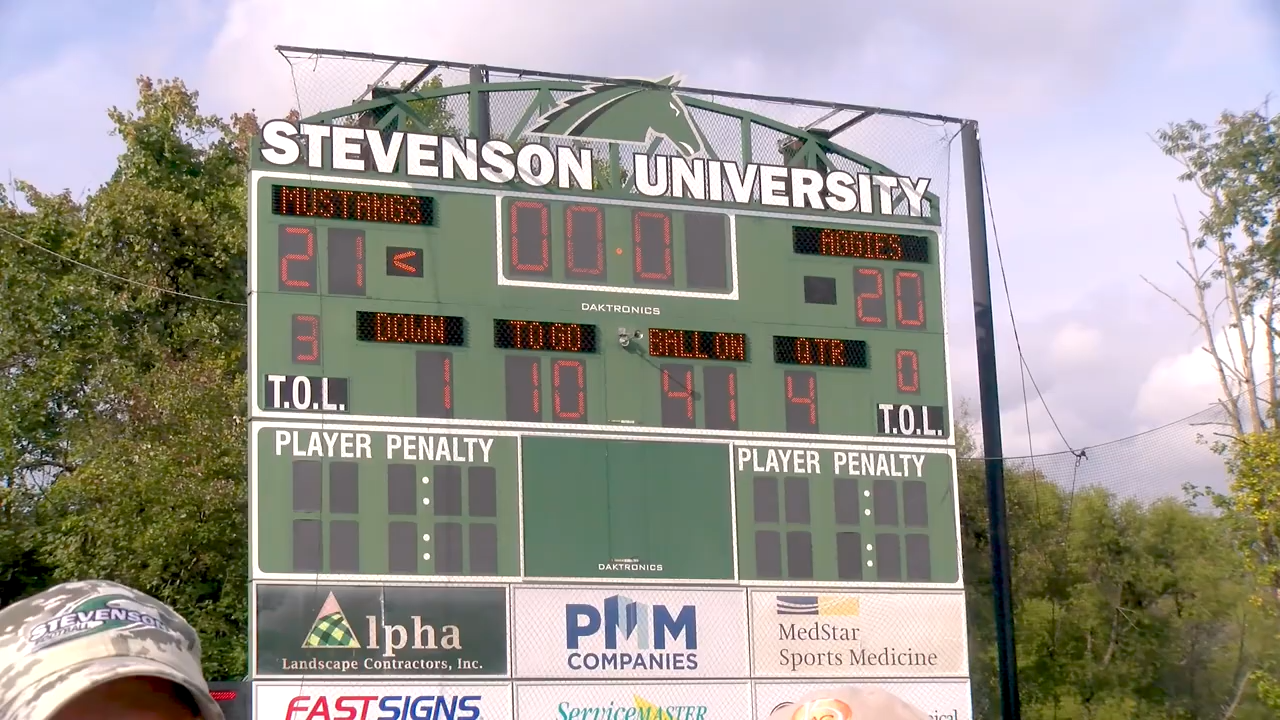 STEVENSON UNIVERSITY
MUSTANGS 00:0 AGGIES
21 < 20
DAKTRONICS
DOWN TO GO BALL ON QTR
3 1 10 41 4 0
T.O.L. T.O.L.
PLAYER PENALTY PLAYER PENALTY
: :
: :
DAKTRONICS
Alpha
Landscape Contractors, Inc.
PMM
COMPANIES
MedStar
Sports Medicine
STEVENSON
FASTSIGNS
ServiceMASTER